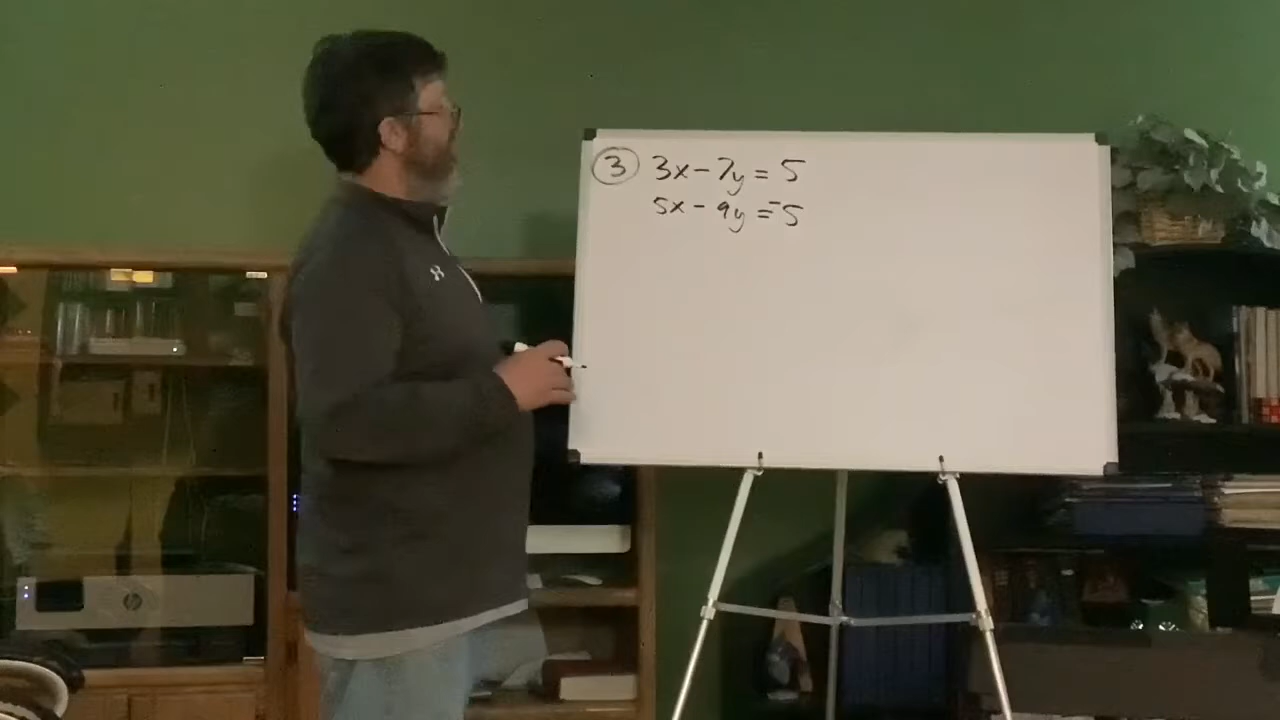 ③ 3x - 7y = 5
5x - 9y = -5